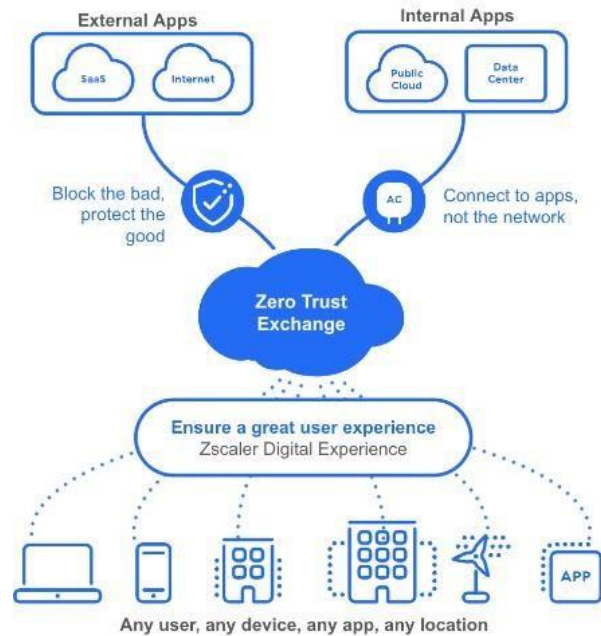 External Apps
Internal Apps
SaaS
Internet
Public
Cloud
Data
Center
Block the bad,
protect the
good
AC
Connect to apps,
not the network
Zero Trust
Exchange
Ensure a great user experience
Zscaler Digital Experience
APP
Any user, any device, any app, any location